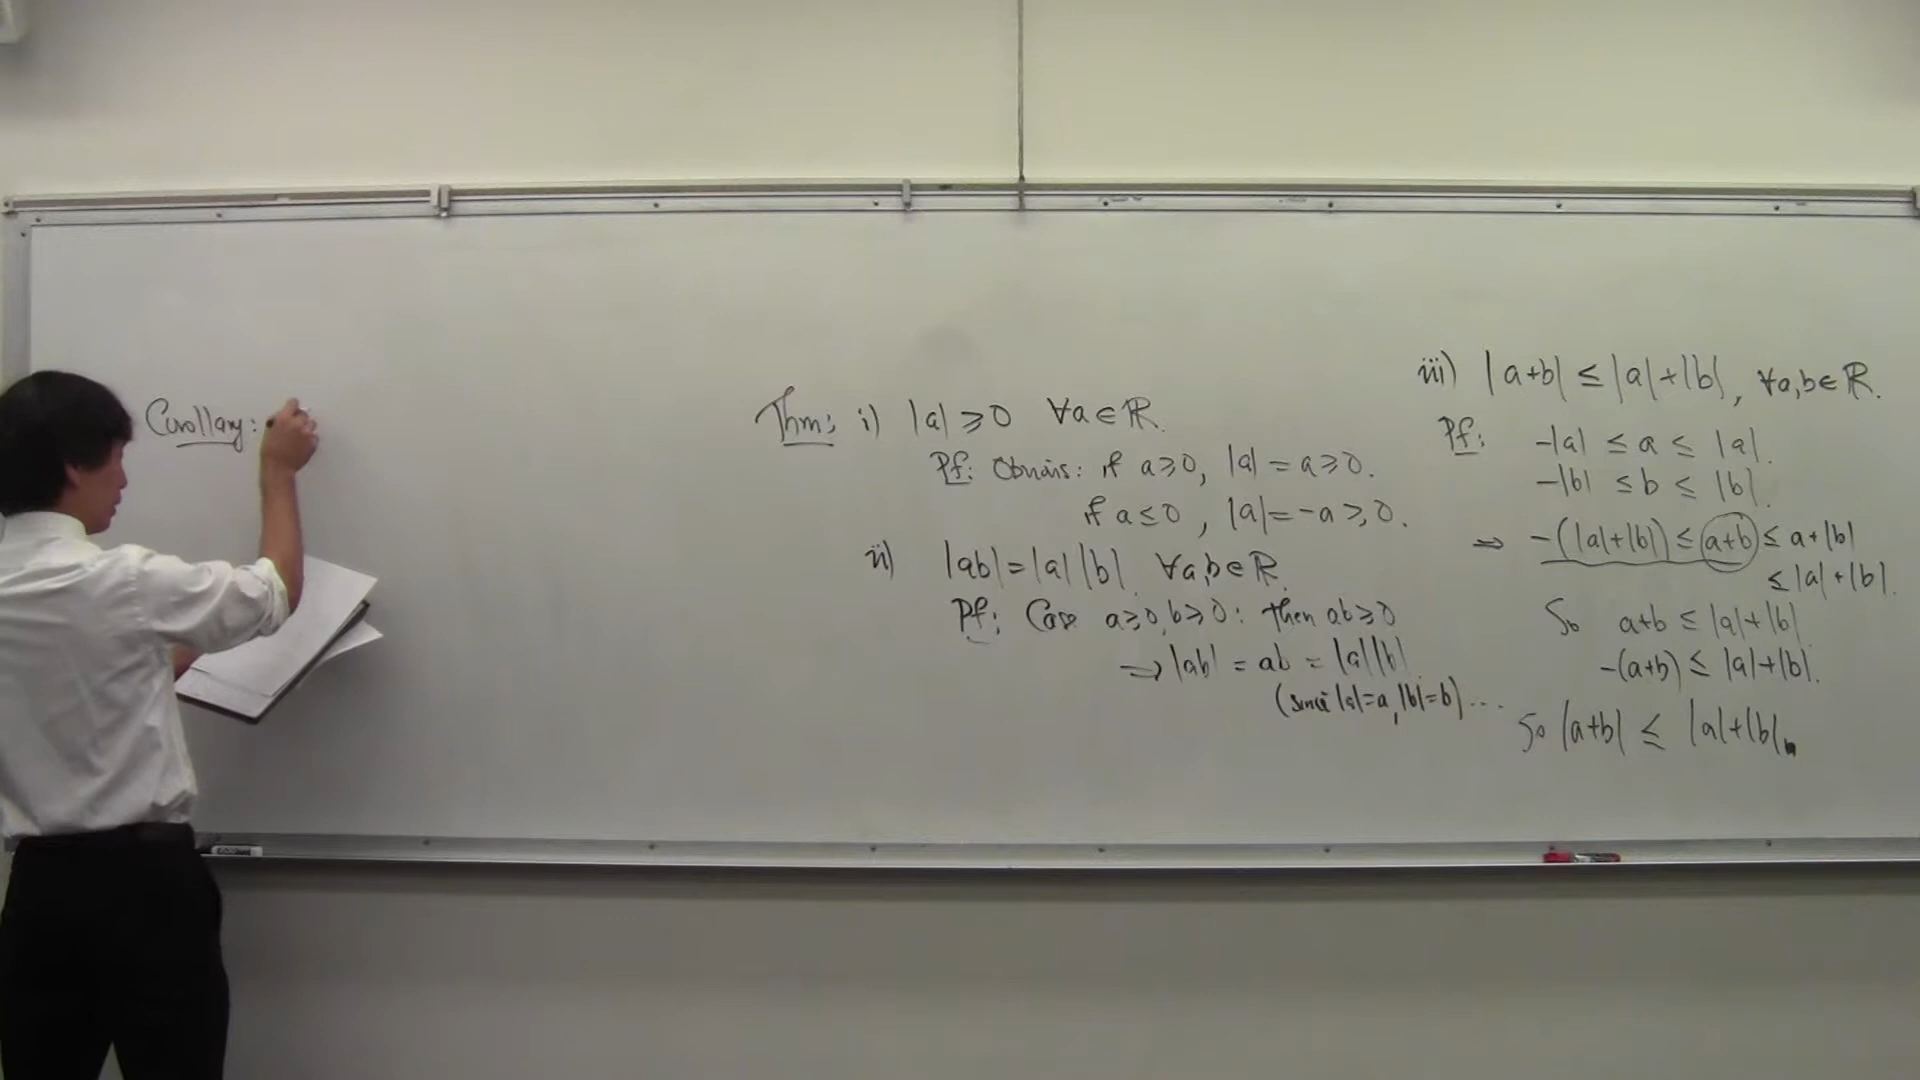 Corollary:
Thm: i) |a| ≥ 0 ∀a ∈ ℝ.
Pf: Obvious: if a ≥ 0, |a| = a ≥ 0.
if a ≤ 0, |a| = -a ≥ 0.
ii) |ab| = |a| |b| ∀a,b ∈ ℝ.
Pf: Case a ≥ 0, b ≥ 0: then ab ≥ 0
⇒ |ab| = ab = |a| |b|.
(since |a|=a, |b|=b) ...
iii) |a+b| ≤ |a|+|b|, ∀a,b ∈ ℝ.
Pf: -|a| ≤ a ≤ |a|.
-|b| ≤ b ≤ |b|.
⇒ -(|a|+|b|) ≤ a+b ≤ a+|b|
≤ |a|+|b|.
So a+b ≤ |a|+|b|
-(a+b) ≤ |a|+|b|.
So |a+b| ≤ |a|+|b|